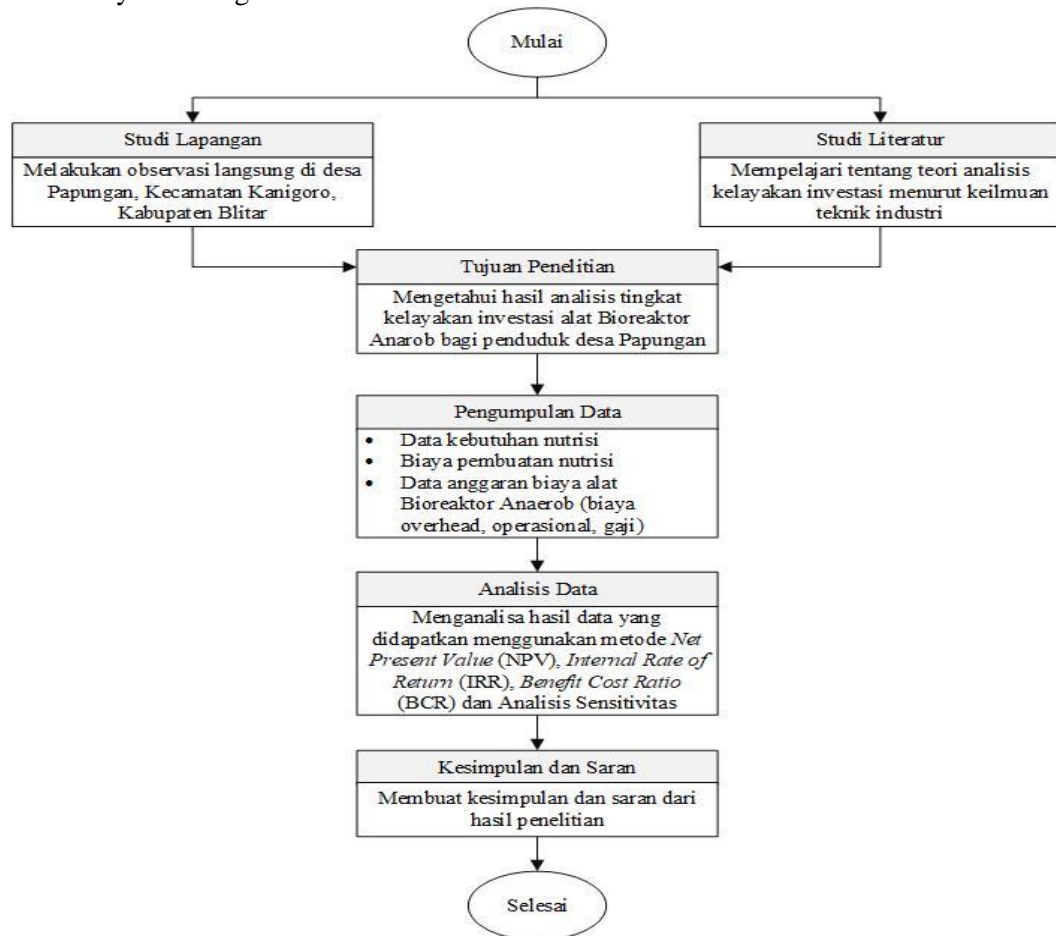 Mulai
Studi Lapangan
Melakukan observasi langsung di desa
Papungan, Kecamatan Kanigoro,
Kabupaten Blitar
Studi Literatur
Mempelajari tentang teori analisis
kelayakan investasi menurut keilmuan
teknik industri
Tujuan Penelitian
Mengetahui hasil analisis tingkat
kelayakan investasi alat Bioreaktor
Anarob bagi penduduk desa Papungan
Pengumpulan Data
• Data kebutuhan nutrisi
• Biaya pembuatan nutrisi
• Data anggaran biaya alat
Bioreaktor Anaerob (biaya
overhead, operasional, gaji)
Analisis Data
Menganalisa hasil data yang
didapatkan menggunakan metode Net
Present Value (NPV), Internal Rate of
Return (IRR), Benefit Cost Ratio
(BCR) dan Analisis Sensitivitas
Kesimpulan dan Saran
Membuat kesimpulan dan saran dari
hasil penelitian
Selesai